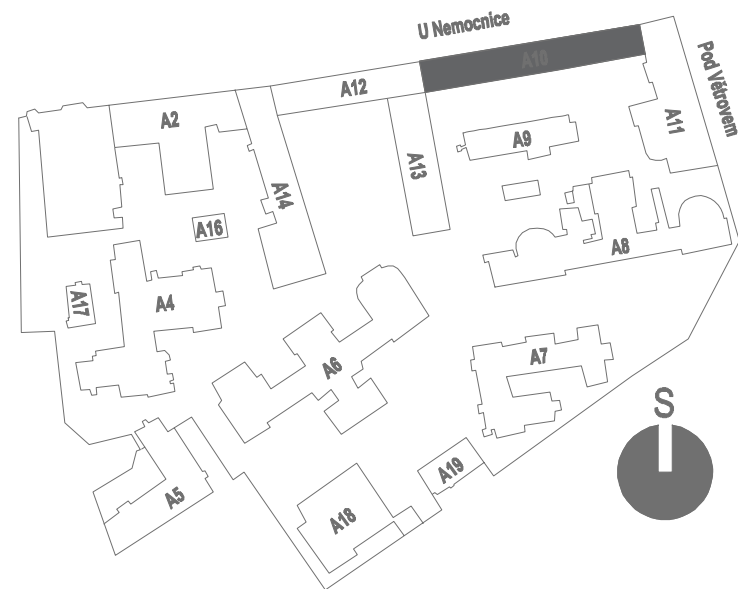 U Nemocnice
Pod Větrovem
A10
A12
A2
A11
A9
A13
A14
A16
A8
A17
A4
A7
A6
S
A19
A5
A18